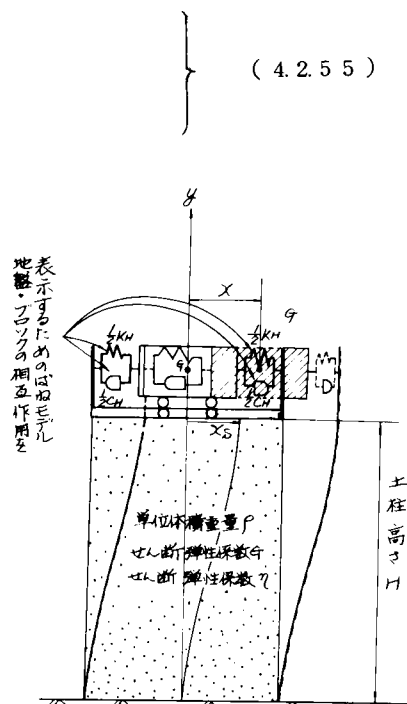 ( 4.2.5 5 )
y
X
G
地盤・ブロックの相互作用を
表示するためのばねモデル
½KH
½KH
G
½CH
½CH
xs
単位体積重量ρ
せん断弾性係数G
せん断弾性係数η
土柱高さH